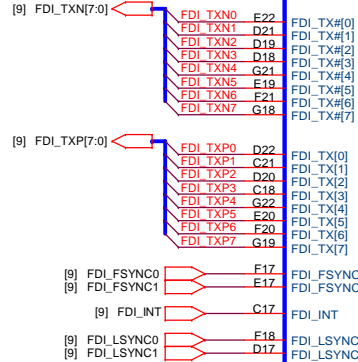 [9] FDI_TXN[7:0]
FDI_TXN0 E22 FDI_TX#[0]
FDI_TXN1 D21 FDI_TX#[1]
FDI_TXN2 D19 FDI_TX#[2]
FDI_TXN3 D18 FDI_TX#[3]
FDI_TXN4 G21 FDI_TX#[4]
FDI_TXN5 E19 FDI_TX#[5]
FDI_TXN6 F21 FDI_TX#[6]
FDI_TXN7 G18 FDI_TX#[7]
[9] FDI_TXP[7:0]
FDI_TXP0 D22 FDI_TX[0]
FDI_TXP1 C21 FDI_TX[1]
FDI_TXP2 D20 FDI_TX[2]
FDI_TXP3 C18 FDI_TX[3]
FDI_TXP4 G22 FDI_TX[4]
FDI_TXP5 E20 FDI_TX[5]
FDI_TXP6 F20 FDI_TX[6]
FDI_TXP7 G19 FDI_TX[7]
[9] FDI_FSYNC0 F17 FDI_FSYNC
[9] FDI_FSYNC1 E17 FDI_FSYNC
[9] FDI_INT C17 FDI_INT
[9] FDI_LSYNC0 F18 FDI_LSYNC
[9] FDI_LSYNC1 D17 FDI_LSYNC